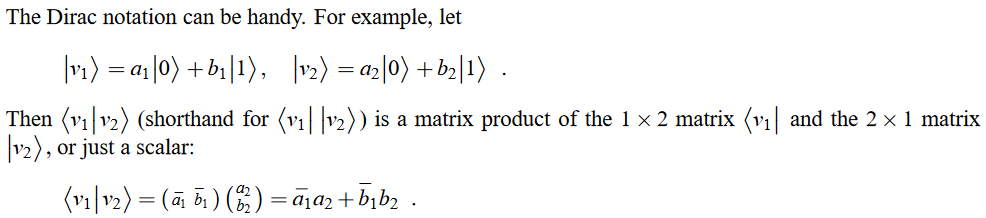 The Dirac notation can be handy. For example, let
|v₁⟩ = a₁|0⟩ + b₁|1⟩, |v₂⟩ = a₂|0⟩ + b₂|1⟩ .
Then ⟨v₁|v₂⟩ (shorthand for ⟨v₁| |v₂⟩) is a matrix product of the 1 × 2 matrix ⟨v₁| and the 2 × 1 matrix
|v₂⟩, or just a scalar:
⟨v₁|v₂⟩ = (a̅₁ b̅₁)(a₂ b₂) = a̅₁a₂ + b̅₁b₂ .